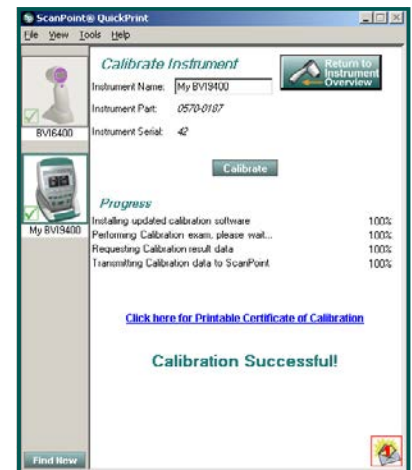 ScanPoint® QuickPrint
File View Tools Help
Calibrate Instrument
Return to
Instrument
Overview
Instrument Name: My BVI9400
Instrument Part: 0570-0187
Instrument Serial: 42
BVI6400
Calibrate
My BVI9400
Progress
Installing updated calibration software 100%
Performing Calibration exam, please wait... 100%
Requesting Calibration result data 100%
Transmitting Calibration data to ScanPoint 100%
Click here for Printable Certificate of Calibration
Calibration Successful!
Find New